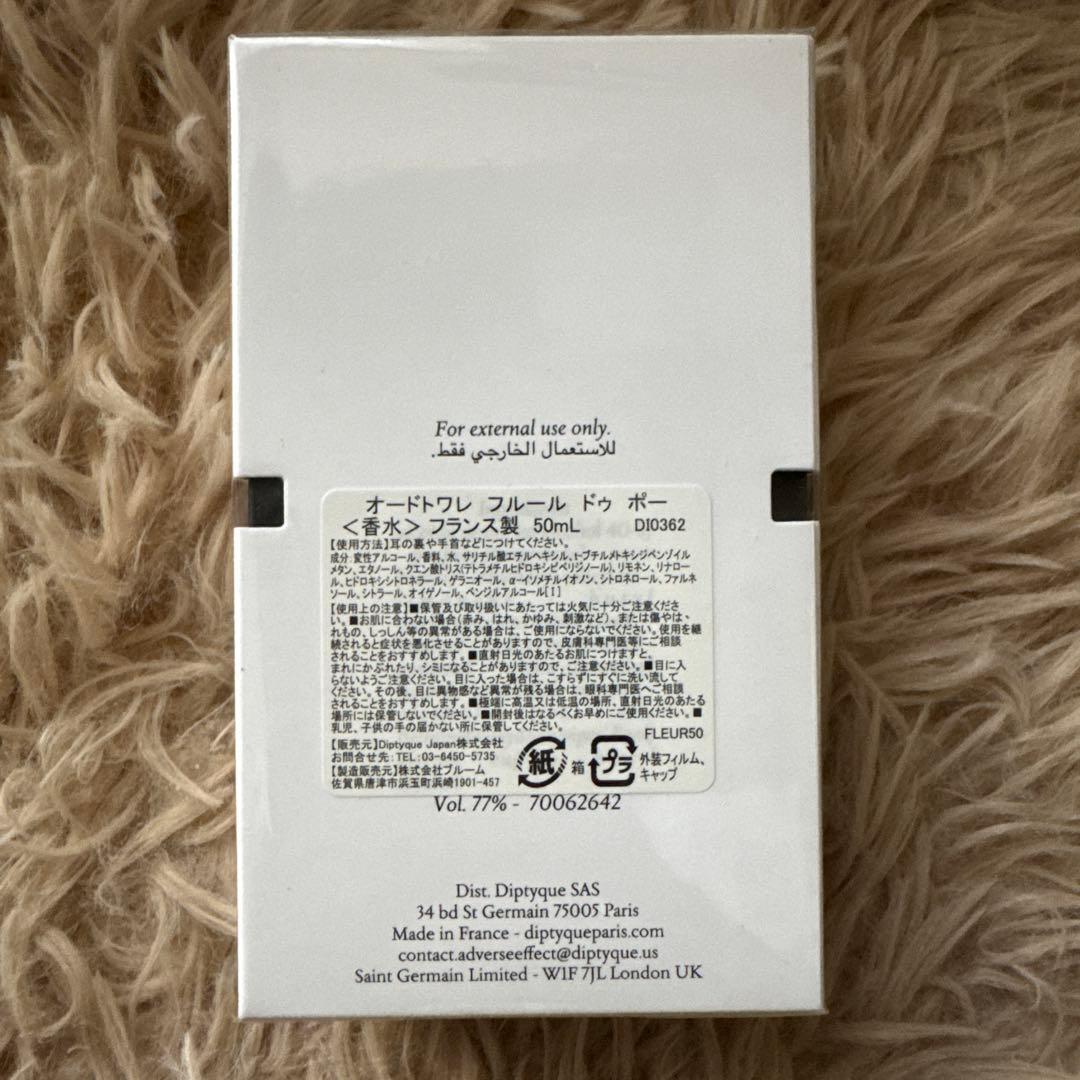 For external use only.
للاستعمال الخارجي فقط.
オードトワレ フルール ドゥ ポー
＜香水＞ フランス製 50mL DI0362
【使用方法】耳の裏や手首などにつけてください。
成分:変性アルコール、香料、水、サリチル酸エチルヘキシル、t-ブチルメトキシジベンゾイル
メタン、エタノール、クエン酸トリス(テトラメチルヒドロキシピペリジノール)、リモネン、リナロー
ル、ヒドロキシシトロネラール、ゲラニオール、α-イソメチルイオノン、シトロネロール、ファルネ
ソール、シトラール、オイゲノール、ベンジルアルコール[I]
【使用上の注意】■保管及び取り扱いにあたっては火気に十分ご注意くださ
い。■お肌に合わない場合(赤み、はれ、かゆみ、刺激など)、または傷やは、
れもの、しっしん等の異常がある場合は、ご使用にならないでください。使用を継
続されると症状を悪化させることがありますので、皮膚科専門医等にご相談
されることをおすすめします。■直射日光のあたるお肌につけますと、
まれにかぶれたり、シミになることがありますので、ご注意ください。■目に入
らないようご注意ください。目に入った場合は、こすらずにすぐに洗い流して
ください。その後、目に異物感など異常が残る場合は、眼科専門医へご相談
されることをおすすめします。■極端に高温又は低温の場所、直射日光のあたる
場所には保管しないでください。■開封後はなるべくお早めにご使用ください。■
乳児、子供の手の届かない所に保管してください。
FLEUR50
【販売元】Diptyque Japan株式会社
お問合せ先:TEL:03-6450-5735
【製造販売元】株式会社ブルーム
佐賀県唐津市浜玉町浜崎1901-457
紙 箱 プラ 外装フィルム、
キャップ
Vol. 77% - 70062642
Dist. Diptyque SAS
34 bd St Germain 75005 Paris
Made in France - diptyqueparis.com
contact.adverseeffect@diptyque.us
Saint Germain Limited - W1F 7JL London UK